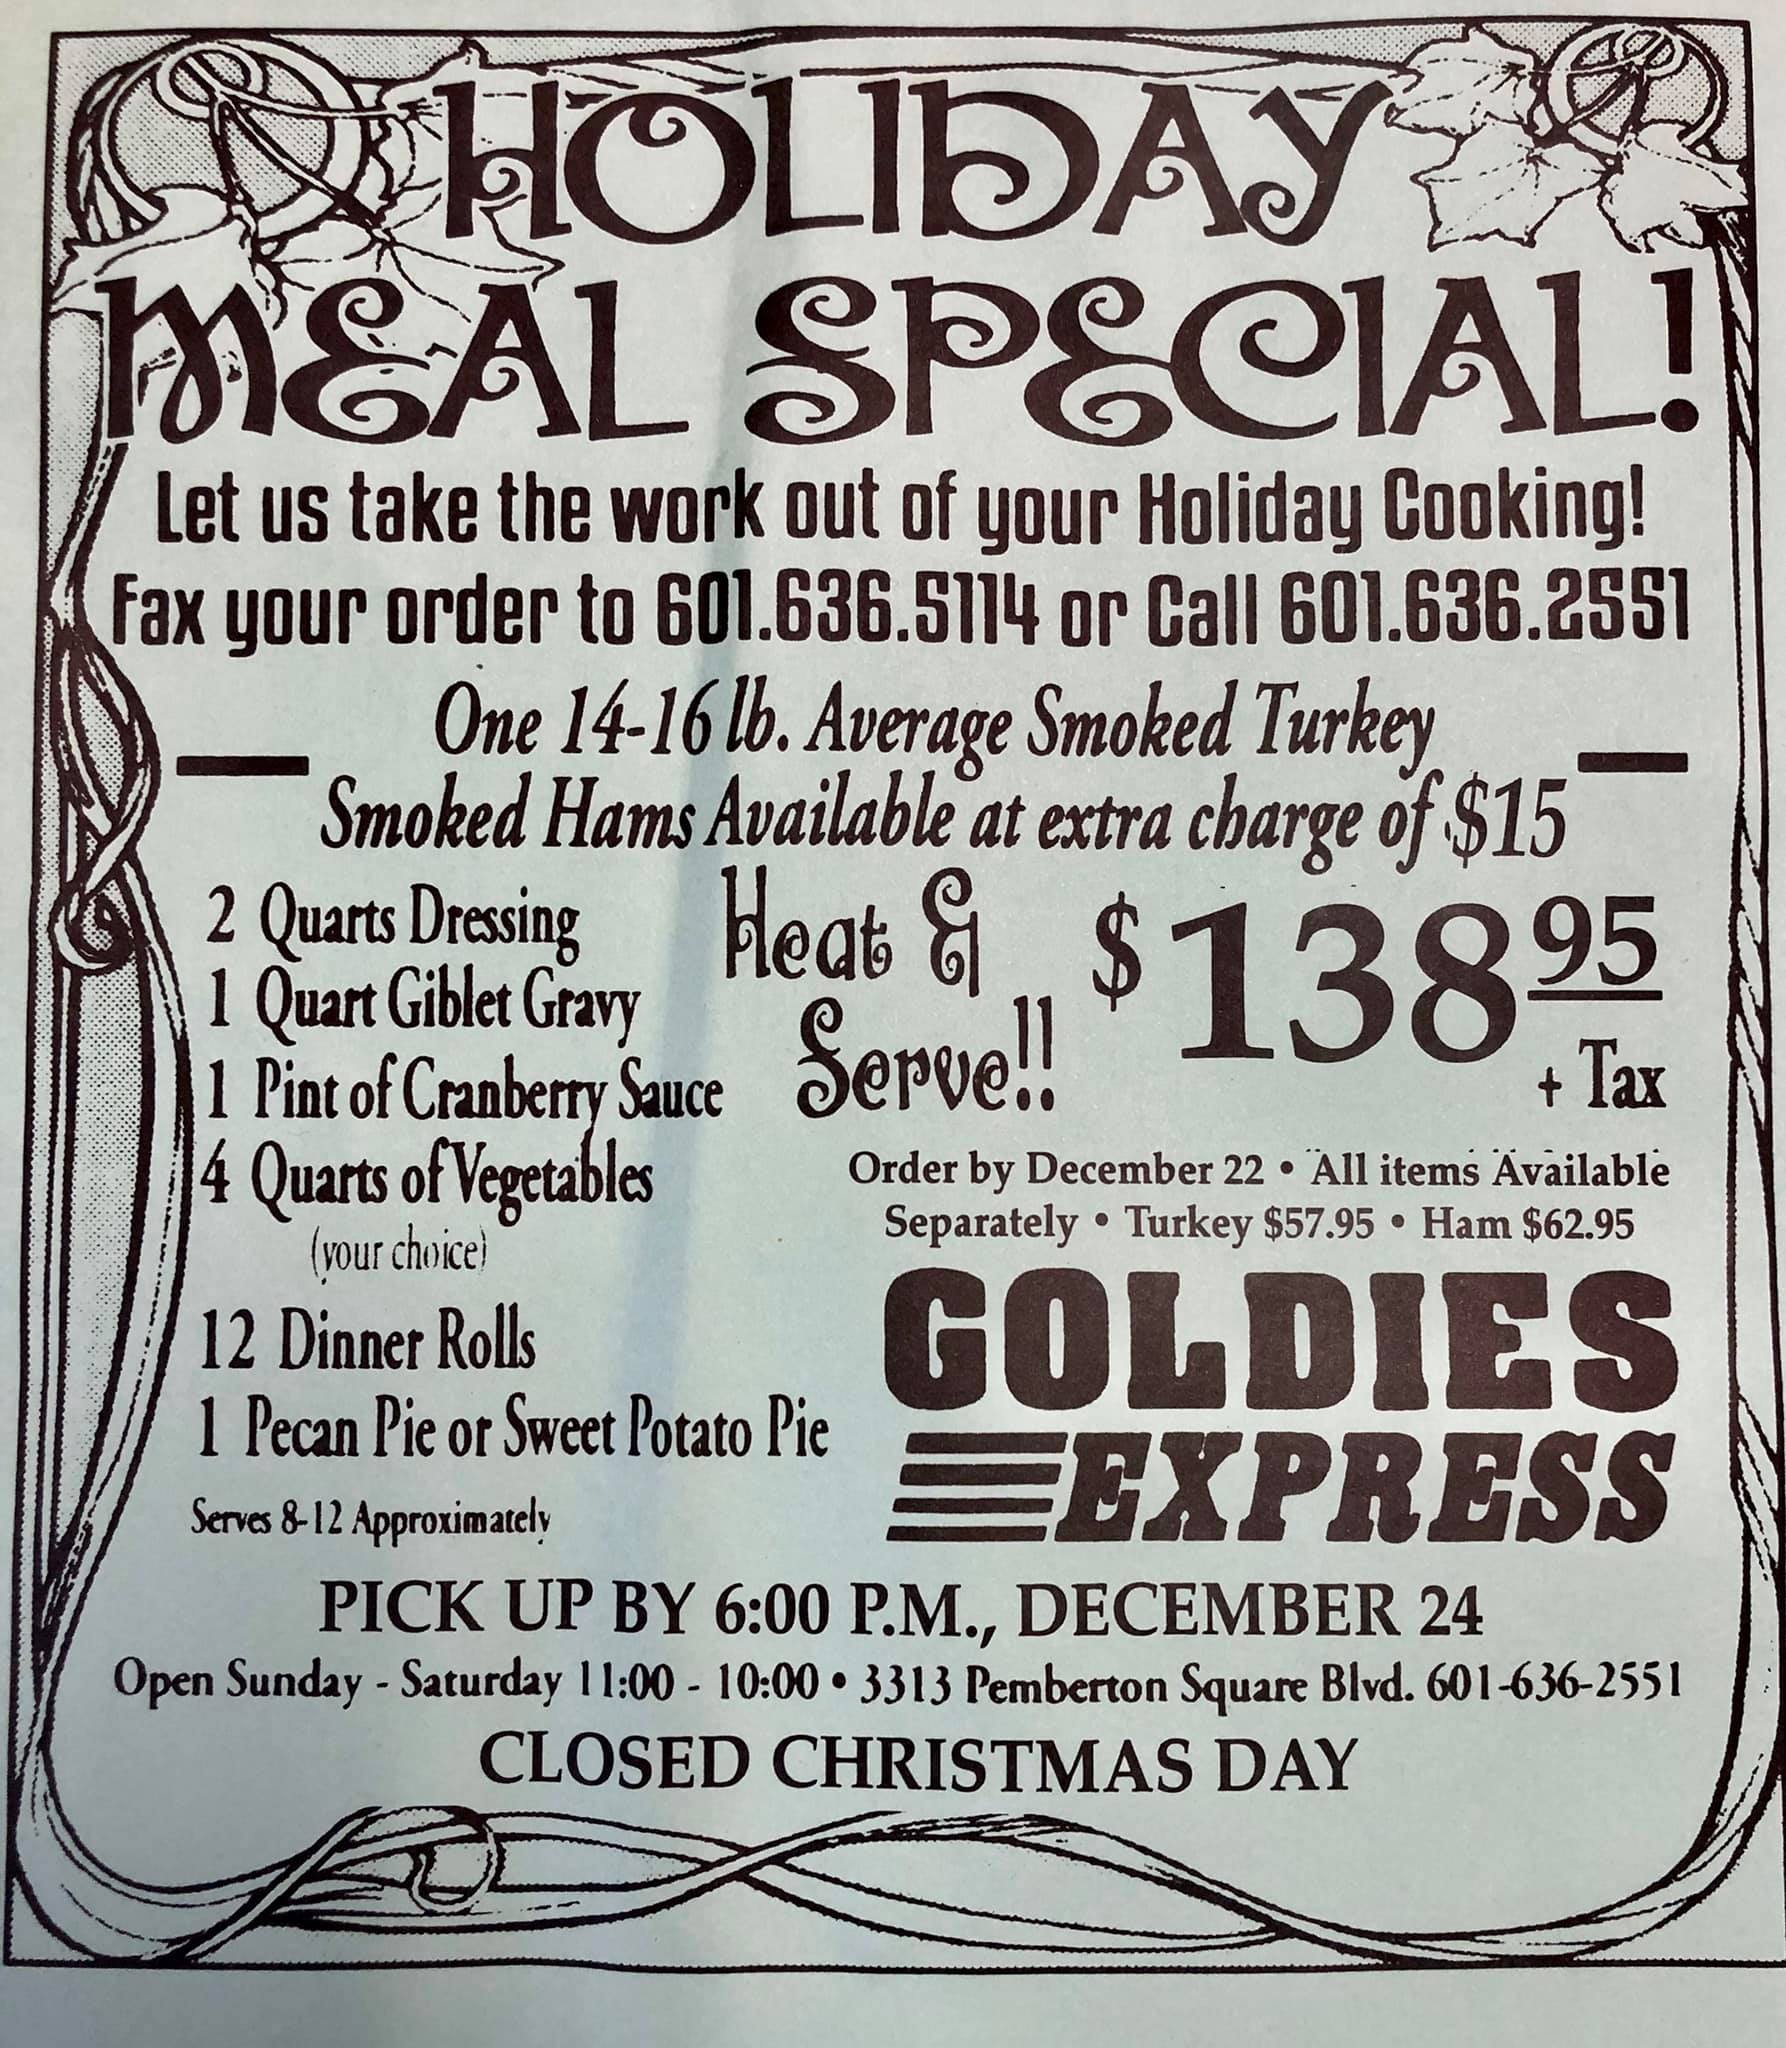 HOLIDAY
MEAL SPECIAL!
Let us take the work out of your Holiday Cooking!
Fax your order to 601.636.5114 or Call 601.636.2551
One 14-16 lb. Average Smoked Turkey
Smoked Hams Available at extra charge of $15
2 Quarts Dressing
1 Quart Giblet Gravy
1 Pint of Cranberry Sauce
4 Quarts of Vegetables
(your choice)
12 Dinner Rolls
1 Pecan Pie or Sweet Potato Pie
Serves 8-12 Approximately
Heat &
Serve!!
$138 95
+ Tax
Order by December 22 • All items Available
Separately • Turkey $57.95 • Ham $62.95
GOLDIES
EXPRESS
PICK UP BY 6:00 P.M., DECEMBER 24
Open Sunday - Saturday 11:00 - 10:00 • 3313 Pemberton Square Blvd. 601-636-2551
CLOSED CHRISTMAS DAY